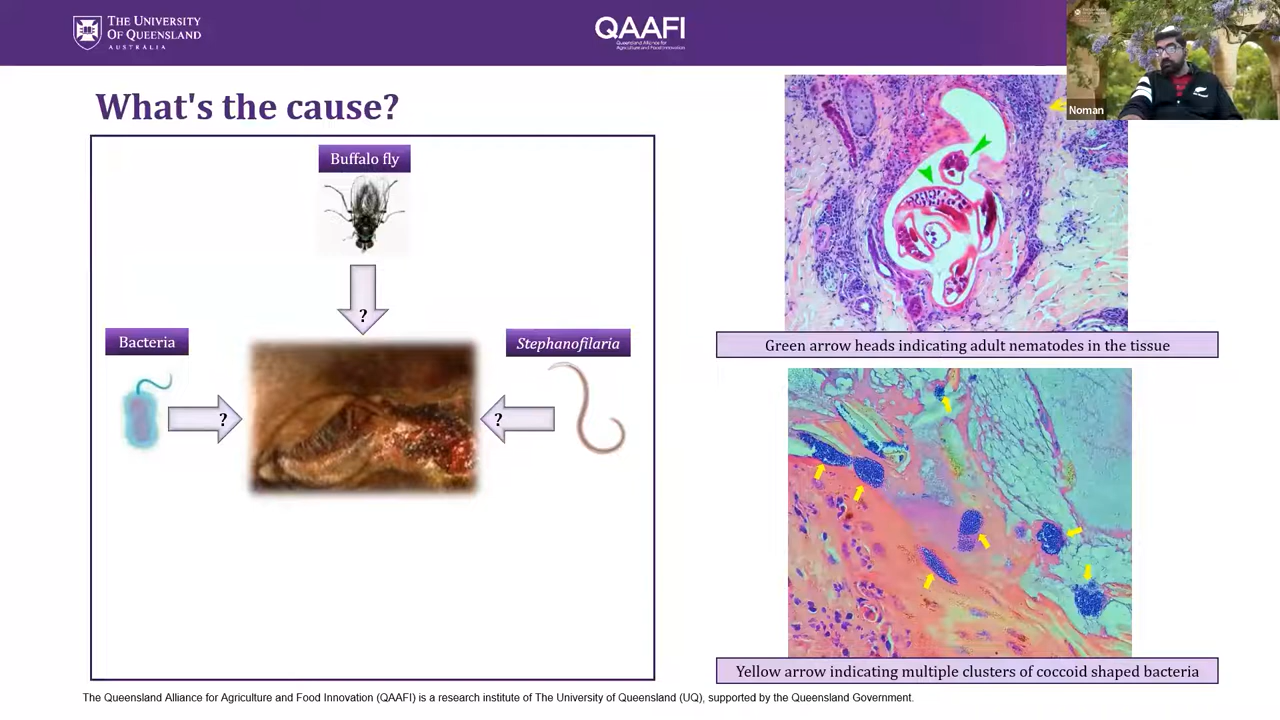 THE UNIVERSITY
OF QUEENSLAND
AUSTRALIA
QAAFI
Queensland Alliance for
Agriculture and Food Innovation
Noman
What's the cause?
Buffalo fly
?
Bacteria
?
Stephanofilaria
?
Green arrow heads indicating adult nematodes in the tissue
Yellow arrow indicating multiple clusters of coccoid shaped bacteria
The Queensland Alliance for Agriculture and Food Innovation (QAAFI) is a research institute of The University of Queensland (UQ), supported by the Queensland Government.